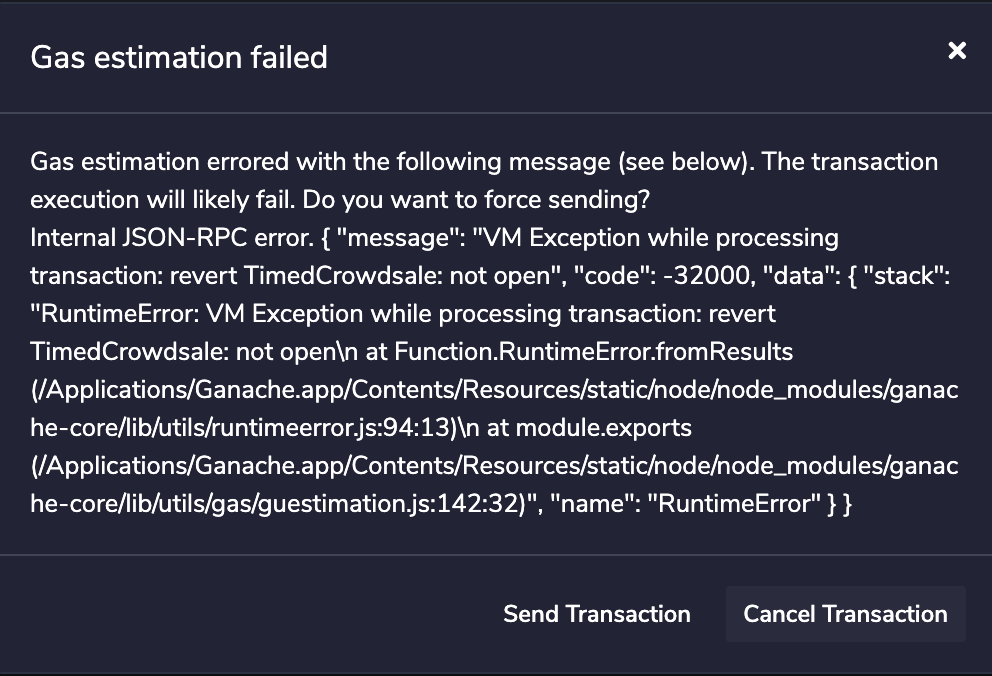 Gas estimation failed
Gas estimation errored with the following message (see below). The transaction
execution will likely fail. Do you want to force sending?
Internal JSON-RPC error. { "message": "VM Exception while processing
transaction: revert TimedCrowdsale: not open", "code": -32000, "data": { "stack":
"RuntimeError: VM Exception while processing transaction: revert
TimedCrowdsale: not open\n at Function.RuntimeError.fromResults
(/Applications/Ganache.app/Contents/Resources/static/node/node_modules/ganac
he-core/lib/utils/runtimeerror.js:94:13)\n at module.exports
(/Applications/Ganache.app/Contents/Resources/static/node/node_modules/ganac
he-core/lib/utils/gas/guestimation.js:142:32)", "name": "RuntimeError" } }
Send Transaction
Cancel Transaction